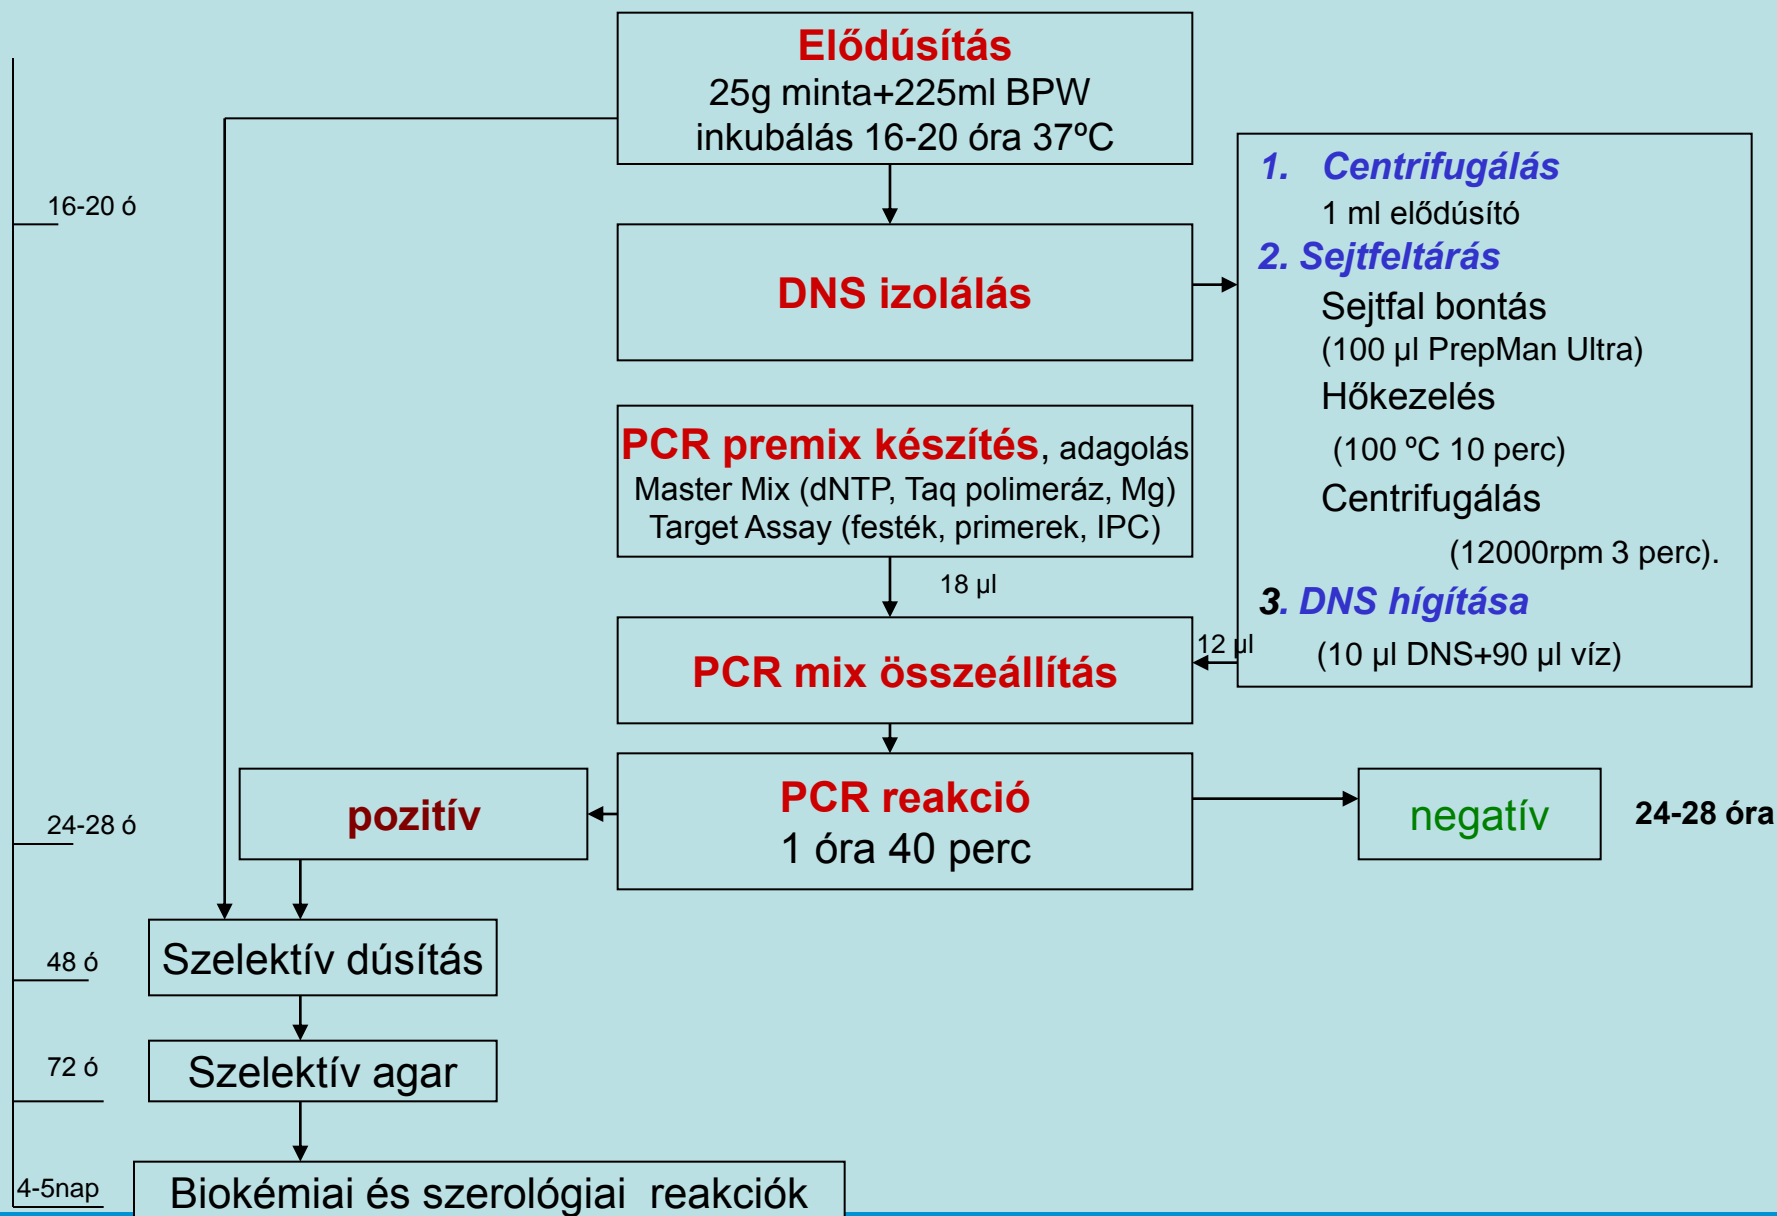 Elődúsítás
25g minta+225ml BPW
inkubálás 16-20 óra 37ºC
16-20 ó
DNS izolálás
1. Centrifugálás
1 ml elődúsító
2. Sejtfeltárás
Sejtfal bontás
(100 µl PrepMan Ultra)
Hőkezelés
(100 ºC 10 perc)
Centrifugálás
(12000rpm 3 perc).
3. DNS hígítása
(10 µl DNS+90 µl víz)
PCR premix készítés, adagolás
Master Mix (dNTP, Taq polimeráz, Mg)
Target Assay (festék, primerek, IPC)
18 µl
12 µl
PCR mix összeállítás
PCR reakció
1 óra 40 perc
pozitív
negatív
24-28 óra
24-28 ó
Szelektív dúsítás
48 ó
Szelektív agar
72 ó
Biokémiai és szerológiai  reakciók
4-5nap